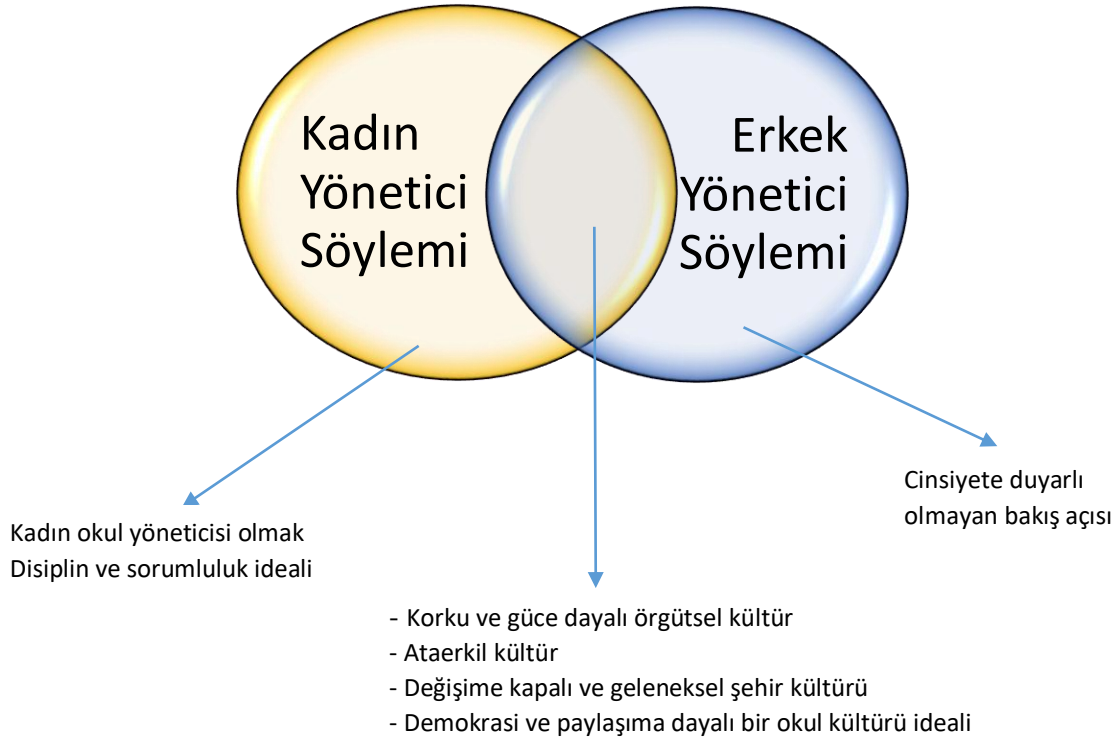 Kadın
Yönetici
Söylemi
Erkek
Yönetici
Söylemi
Cinsiyete duyarlı
olmayan bakış açısı
Kadın okul yöneticisi olmak
Disiplin ve sorumluluk ideali
- Korku ve güce dayalı örgütsel kültür
- Ataerkil kültür
- Değişime kapalı ve geleneksel şehir kültürü
- Demokrasi ve paylaşıma dayalı bir okul kültürü ideali